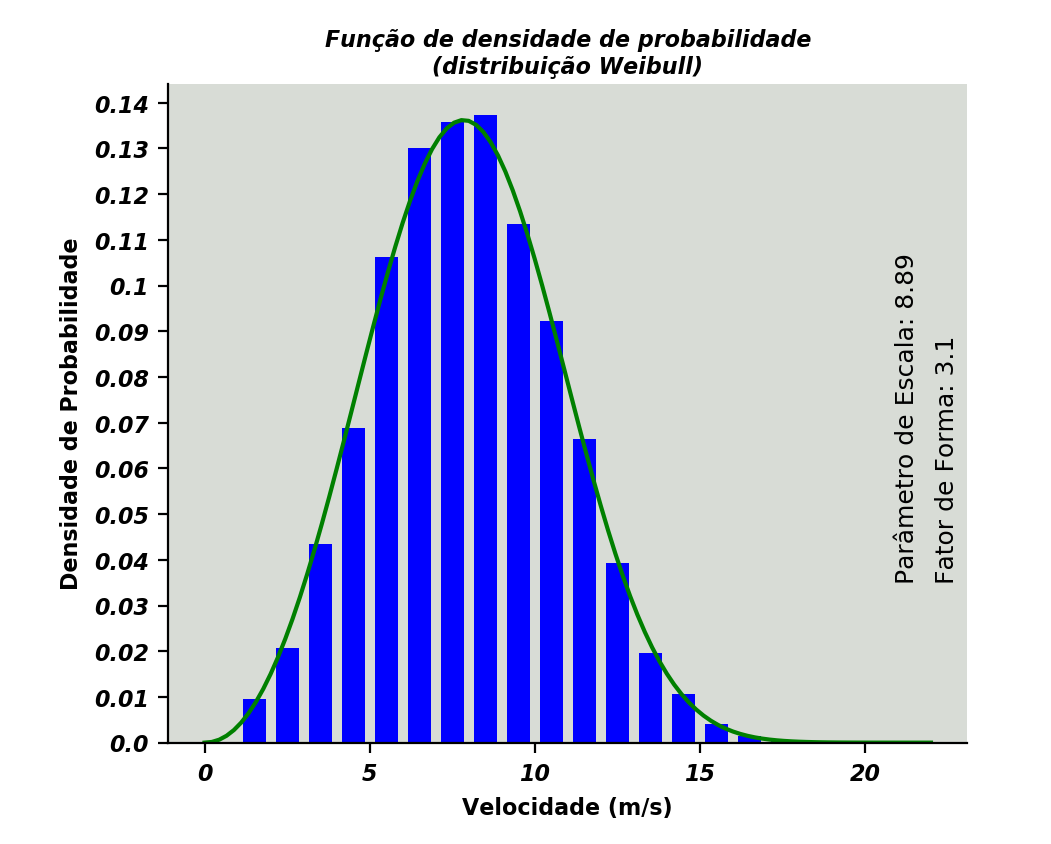 Função de densidade de probabilidade
(distribuição Weibull)
0.14
0.13
0.12
0.11
0.1
0.09
0.08
0.07
0.06
0.05
0.04
0.03
0.02
0.01
0.0
Densidade de Probabilidade
0 5 10 15 20
Velocidade (m/s)
Parâmetro de Escala: 8.89
Fator de Forma: 3.1